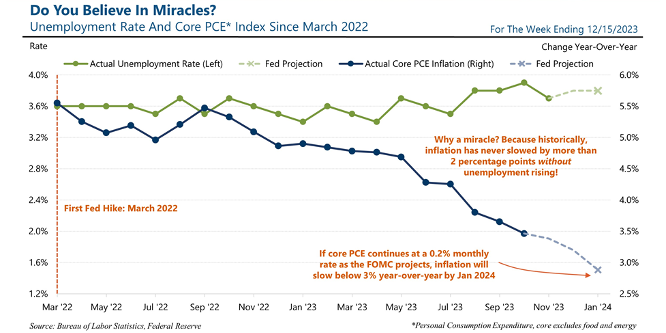 Do You Believe In Miracles?
Unemployment Rate And Core PCE* Index Since March 2022
For The Week Ending 12/15/2023
Rate
Change Year-Over-Year
Actual Unemployment Rate (Left)
Fed Projection
Actual Core PCE Inflation (Right)
Fed Projection
4.0%
3.6%
3.2%
2.8%
2.4%
2.0%
1.6%
1.2%
6.0%
5.5%
5.0%
4.5%
4.0%
3.5%
3.0%
2.5%
Why a miracle? Because historically,
inflation has never slowed by more than
2 percentage points without
unemployment rising!
First Fed Hike: March 2022
If core PCE continues at a 0.2% monthly
rate as the FOMC projects, inflation will
slow below 3% year-over-year by Jan 2024
Mar '22
May '22
Jul '22
Sep '22
Nov '22
Jan '23
Mar '23
May '23
Jul '23
Sep '23
Nov '23
Jan '24
Source: Bureau of Labor Statistics, Federal Reserve
*Personal Consumption Expenditure, core excludes food and energy